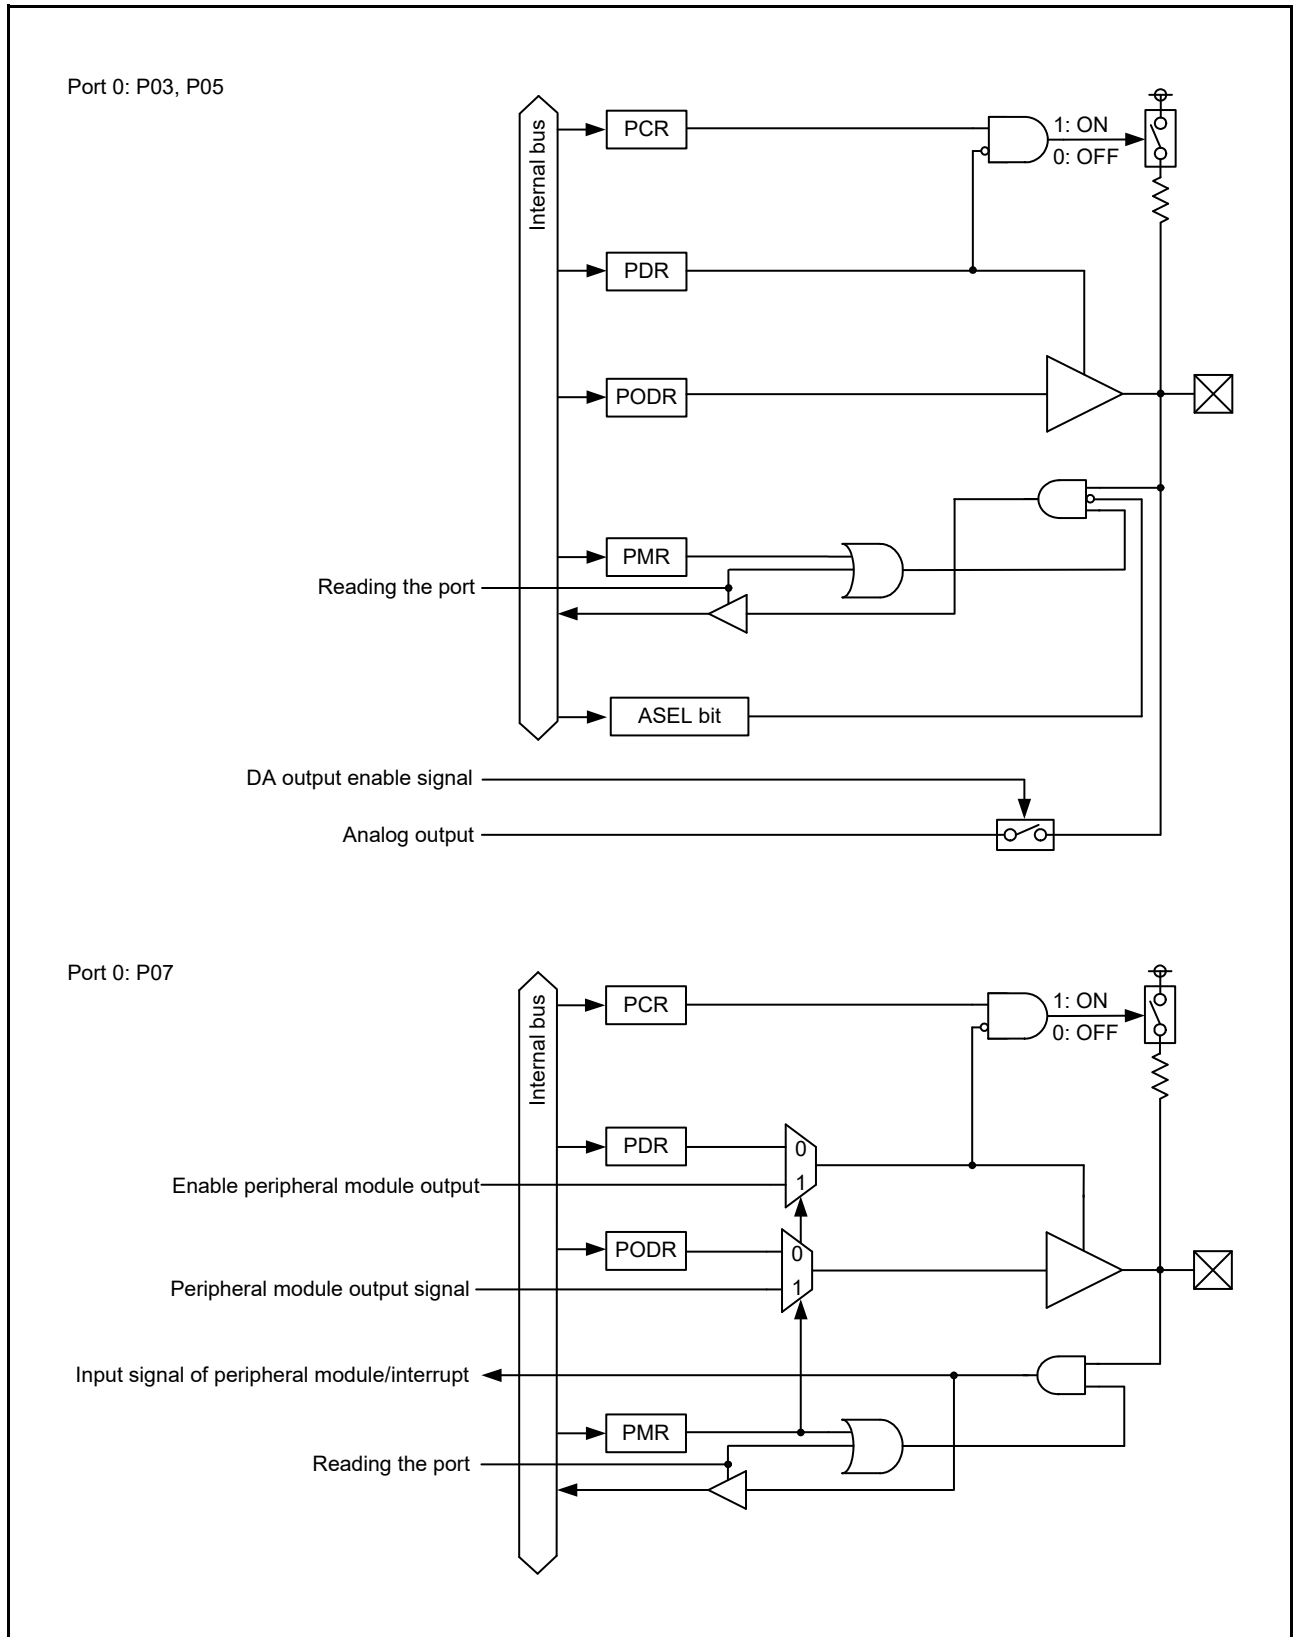 Port 0: P03, P05
Internal bus
PCR
1: ON
0: OFF
PDR
PODR
PMR
Reading the port
ASEL bit
DA output enable signal
Analog output
Port 0: P07
Internal bus
PCR
1: ON
0: OFF
PDR
0
1
Enable peripheral module output
PODR
0
1
Peripheral module output signal
Input signal of peripheral module/interrupt
PMR
Reading the port